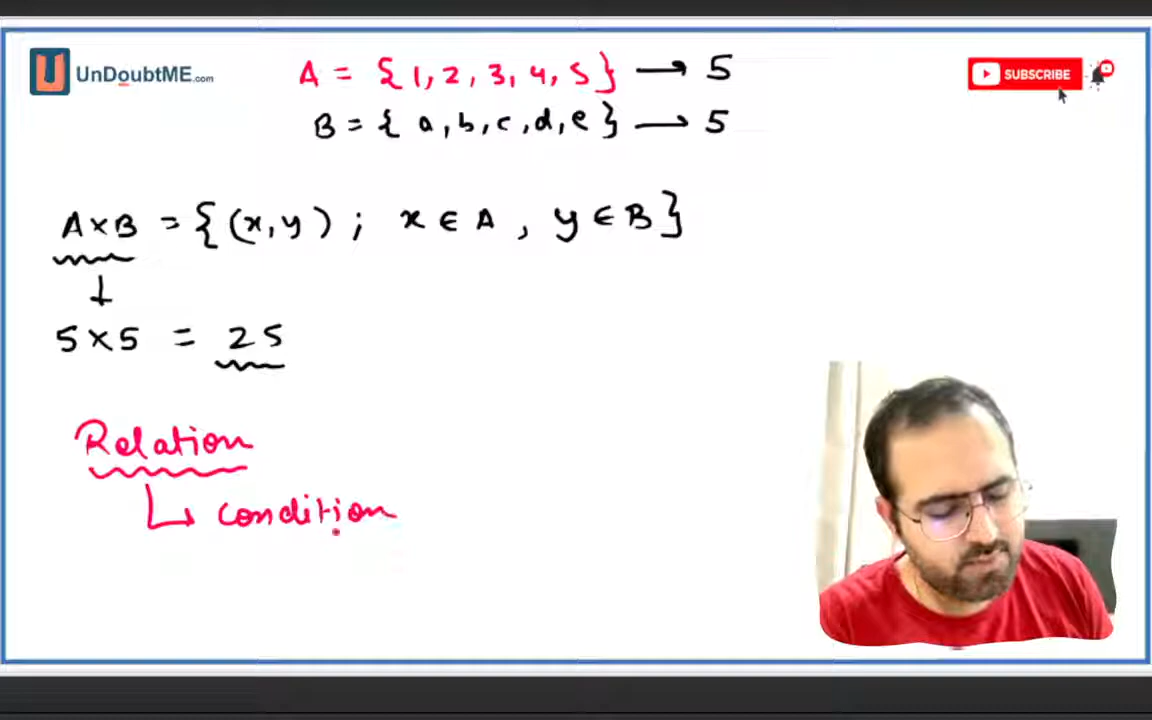 UnDoubtME.com
A = {1, 2, 3, 4, 5} → 5
SUBSCRIBE
B = {a, b, c, d, e} → 5
A×B = {(x, y) ; x ∈ A , y ∈ B}
↓
5×5 = 25
Relation
↳ condition